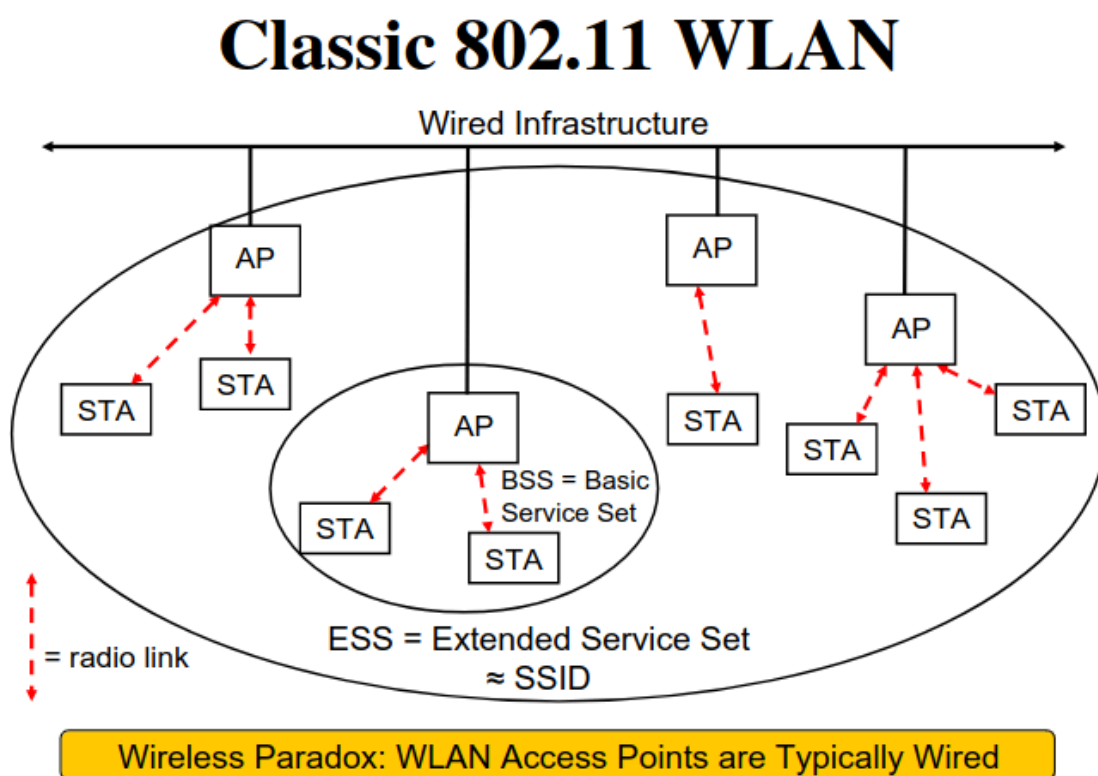 Classic 802.11 WLAN
Wired Infrastructure
AP
AP
AP
AP
STA
STA
STA
STA
STA
STA
AP
BSS = Basic
Service Set
STA
STA
ESS = Extended Service Set
≈ SSID
= radio link
Wireless Paradox: WLAN Access Points are Typically Wired